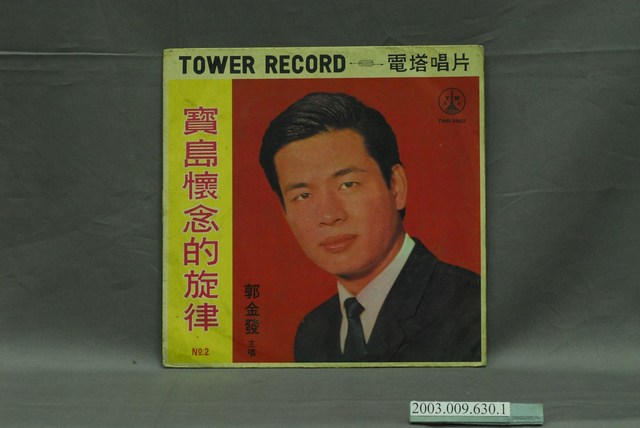 TOWER RECORD 電塔唱片
寶島懷念的旋律
No.2
郭金發
主唱
2003.009.630.1